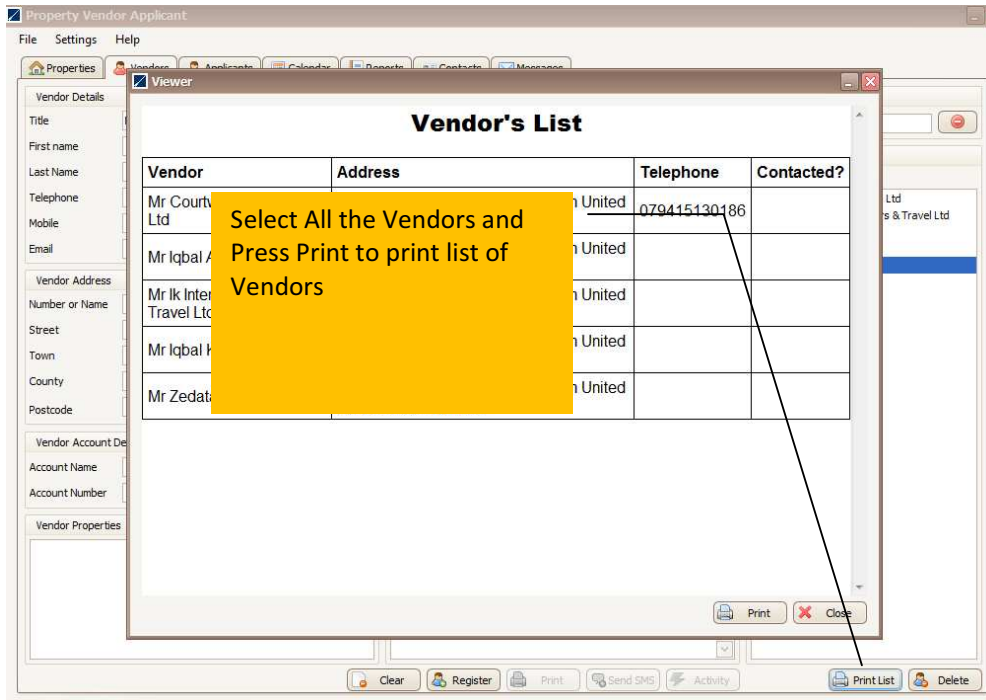 Property Vendor Applicant
File Settings Help
Properties Vendors Applicants Calendar Reports Contacts Messages
Viewer
Vendor Details
Title
First name
Last Name
Telephone
Mobile
Email
Vendor Address
Number or Name
Street
Town
County
Postcode
Vendor Account De
Account Name
Account Number
Vendor Properties
Vendor's List
Vendor Address Telephone Contacted?
Mr Courtw United 079415130186
Ltd
Mr Iqbal United
Mr Ik Inter United
Travel Ltd
Mr Iqbal United
Mr Zedat United
Select All the Vendors and
Press Print to print list of
Vendors
Ltd
s & Travel Ltd
Print Close
Clear Register Print Send SMS Activity Print List Delete